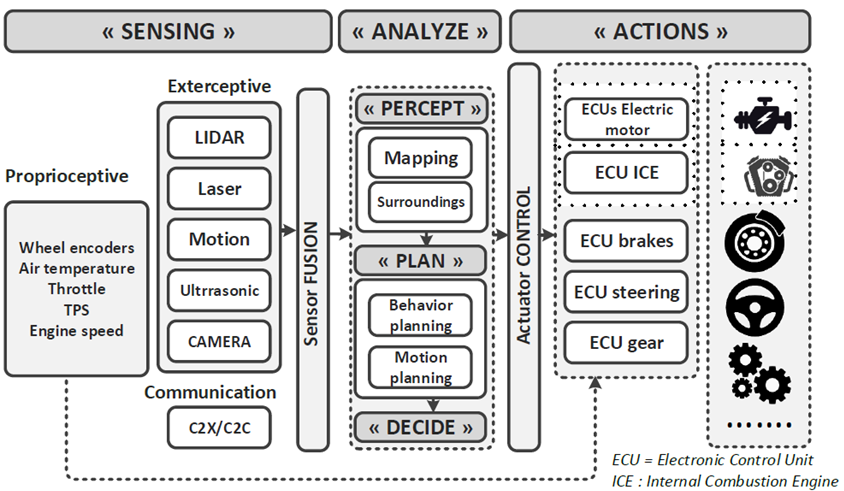 « SENSING »
« ANALYZE »
« ACTIONS »
Proprioceptive
Wheel encoders
Air temperature
Throttle
TPS
Engine speed
Exterceptive
LIDAR
Laser
Motion
Ultrrasonic
CAMERA
Communication
C2X/C2C
Sensor FUSION
« PERCEPT »
Mapping
Surroundings
« PLAN »
Behavior
planning
Motion
planning
« DECIDE »
Actuator CONTROL
ECUs Electric
motor
ECU ICE
ECU brakes
ECU steering
ECU gear
.......
ECU = Electronic Control Unit
ICE : Internal Combustion Engine